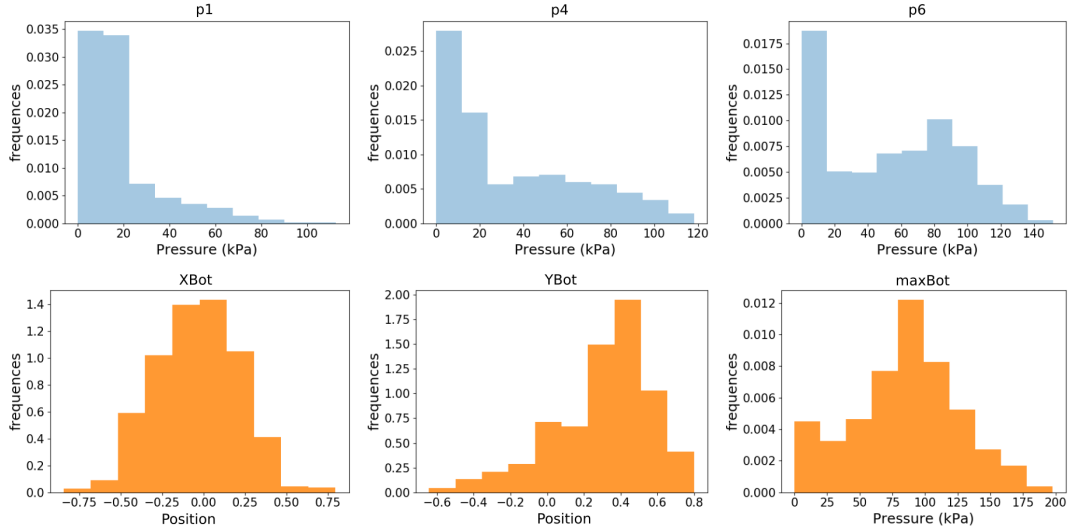 p1
0.035
0.030
0.025
0.020
0.015
0.010
0.005
0.000
frequences
0 20 40 60 80 100
Pressure (kPa)
p4
0.025
0.020
0.015
0.010
0.005
0.000
frequences
0 20 40 60 80 100 120
Pressure (kPa)
p6
0.0175
0.0150
0.0125
0.0100
0.0075
0.0050
0.0025
0.0000
frequences
0 20 40 60 80 100 120 140
Pressure (kPa)
XBot
1.4
1.2
1.0
0.8
0.6
0.4
0.2
0.0
frequences
−0.75 −0.50 −0.25 0.00 0.25 0.50 0.75
Position
YBot
2.00
1.75
1.50
1.25
1.00
0.75
0.50
0.25
0.00
frequences
−0.6 −0.4 −0.2 0.0 0.2 0.4 0.6 0.8
Position
maxBot
0.012
0.010
0.008
0.006
0.004
0.002
0.000
frequences
0 25 50 75 100 125 150 175 200
Pressure (kPa)